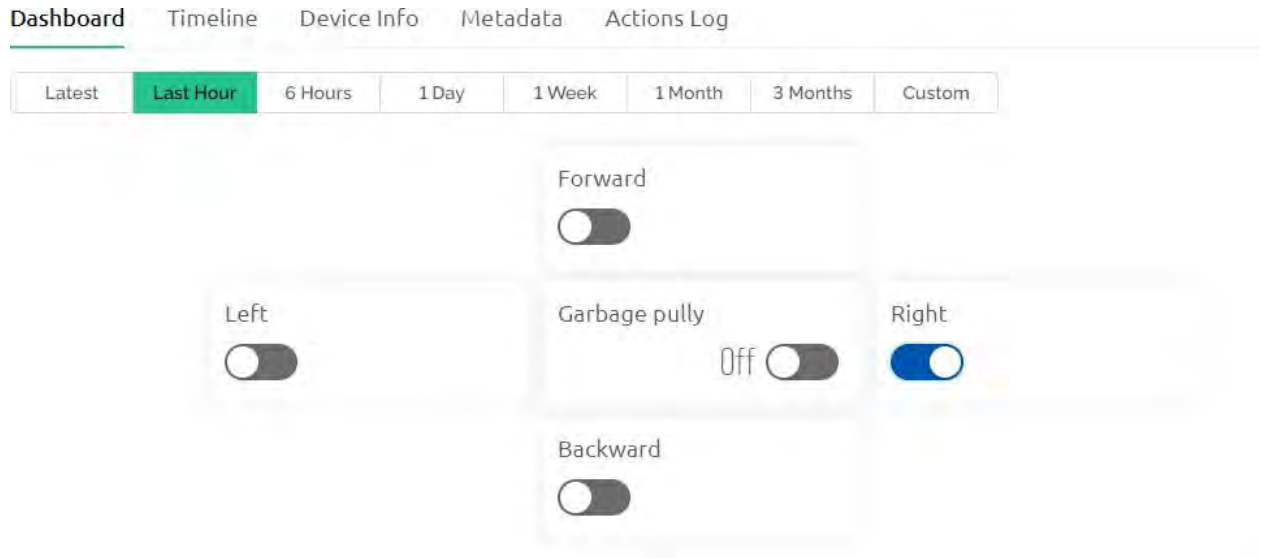 Dashboard Timeline Device Info Metadata Actions Log
Latest Last Hour 6 Hours 1 Day 1 Week 1 Month 3 Months Custom
Forward
Left Garbage pully Right
Off
Backward